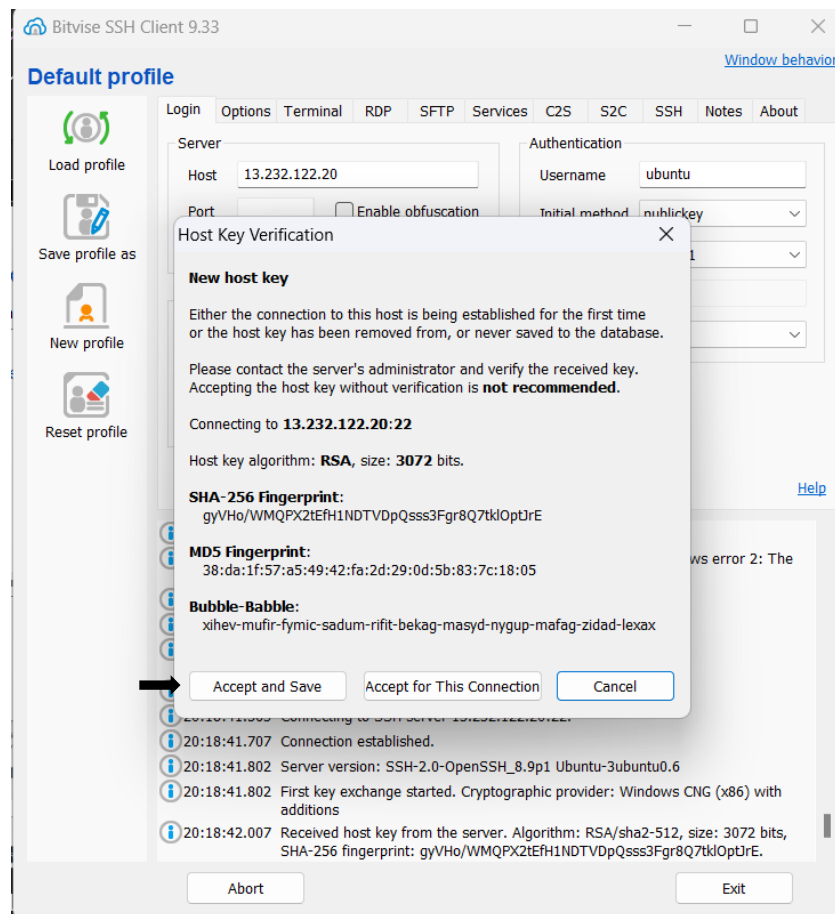 Bitvise SSH Client 9.33
Window behavior
Default profile
Load profile
Save profile as
New profile
Reset profile
Login Options Terminal RDP SFTP Services C2S S2C SSH Notes About
Server
Host 13.232.122.20
Port Enable obfuscation
Authentication
Username ubuntu
Initial method publickey
1
Help
Host Key Verification
New host key
Either the connection to this host is being established for the first time
or the host key has been removed from, or never saved to the database.
Please contact the server's administrator and verify the received key.
Accepting the host key without verification is not recommended.
Connecting to 13.232.122.20:22
Host key algorithm: RSA, size: 3072 bits.
SHA-256 Fingerprint:
gyVHo/WMQPX2tEfH1NDTVDpQsss3Fgr8Q7tklOptJrE
MD5 Fingerprint:
38:da:1f:57:a5:49:42:fa:2d:29:0d:5b:83:7c:18:05
Bubble-Babble:
xihev-mufir-fymic-sadum-rifit-bekag-masyd-nygup-mafag-zidad-lexax
Accept and Save Accept for This Connection Cancel
ws error 2: The
Connecting to SSH server 13.232.122.20:22.
20:18:41.707 Connection established.
20:18:41.802 Server version: SSH-2.0-OpenSSH_8.9p1 Ubuntu-3ubuntu0.6
20:18:41.802 First key exchange started. Cryptographic provider: Windows CNG (x86) with
additions
20:18:42.007 Received host key from the server. Algorithm: RSA/sha2-512, size: 3072 bits,
SHA-256 fingerprint: gyVHo/WMQPX2tEfH1NDTVDpQsss3Fgr8Q7tklOptJrE.
Abort Exit